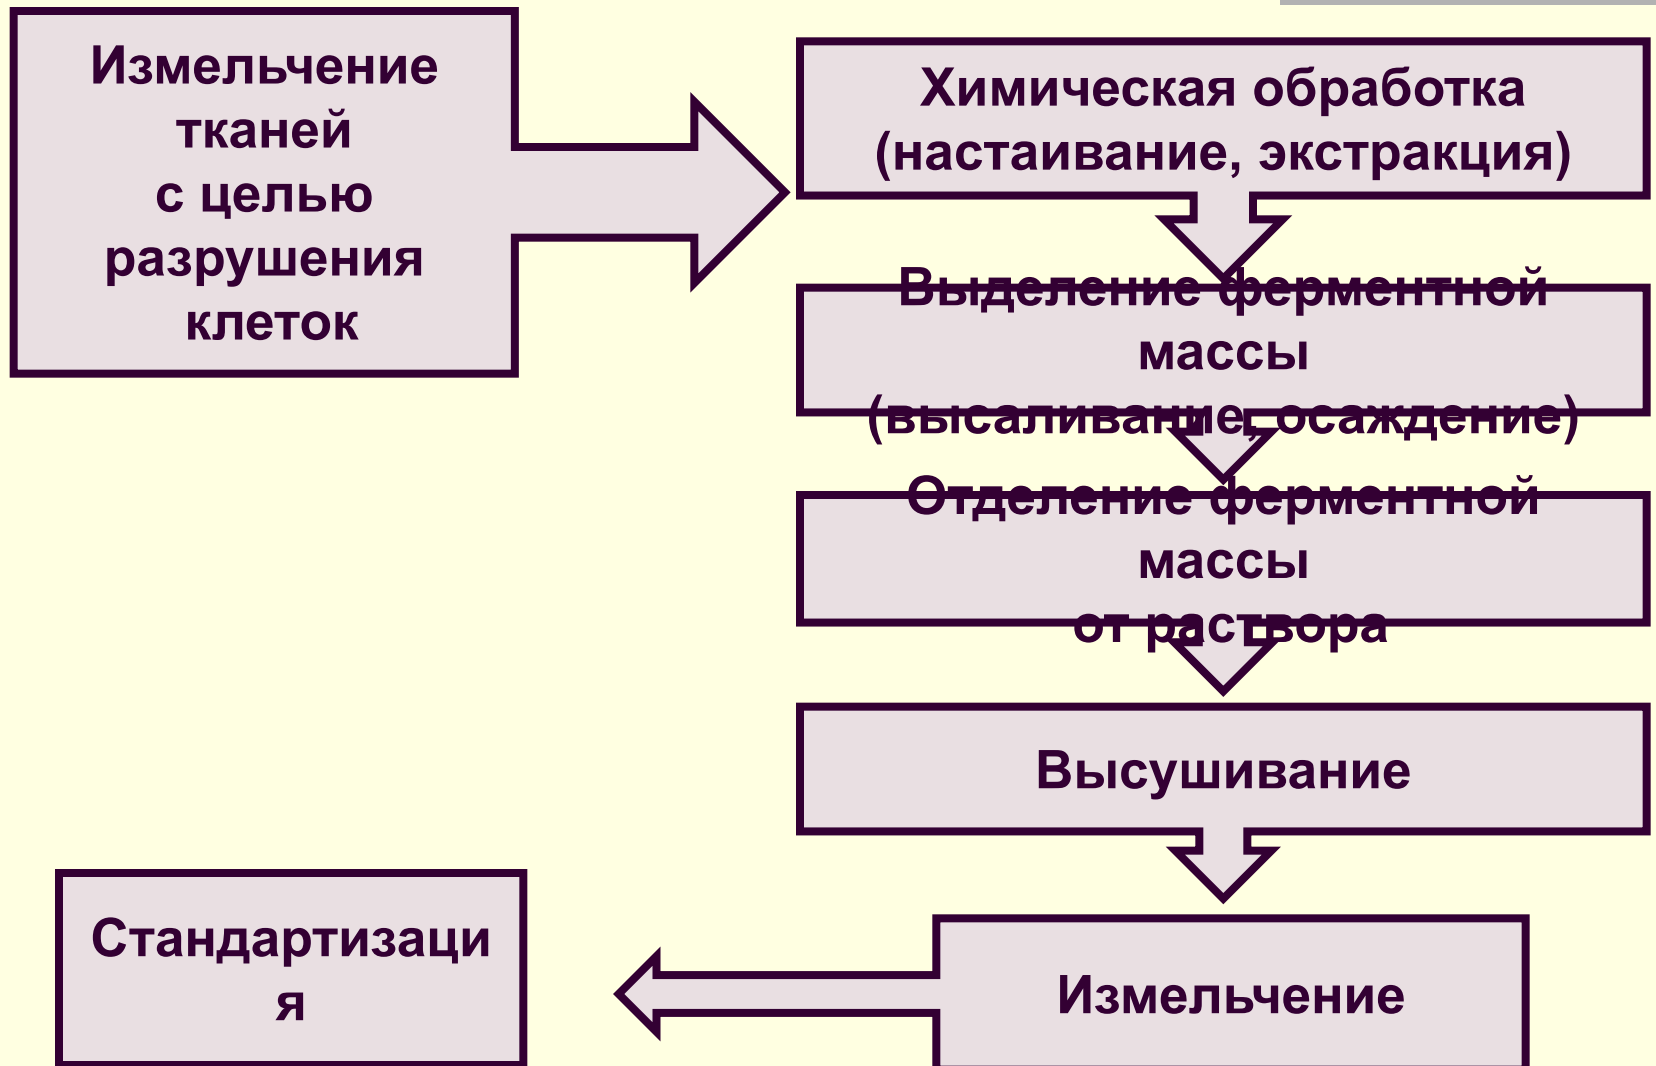 Измельчение
тканей
с целью
разрушения
клеток
Химическая обработка
(настаивание, экстракция)
Выделение ферментной
массы
(высаливание, осаждение)
Отделение ферментной
массы
от раствора
Высушивание
Измельчение
Стандартизаци
я